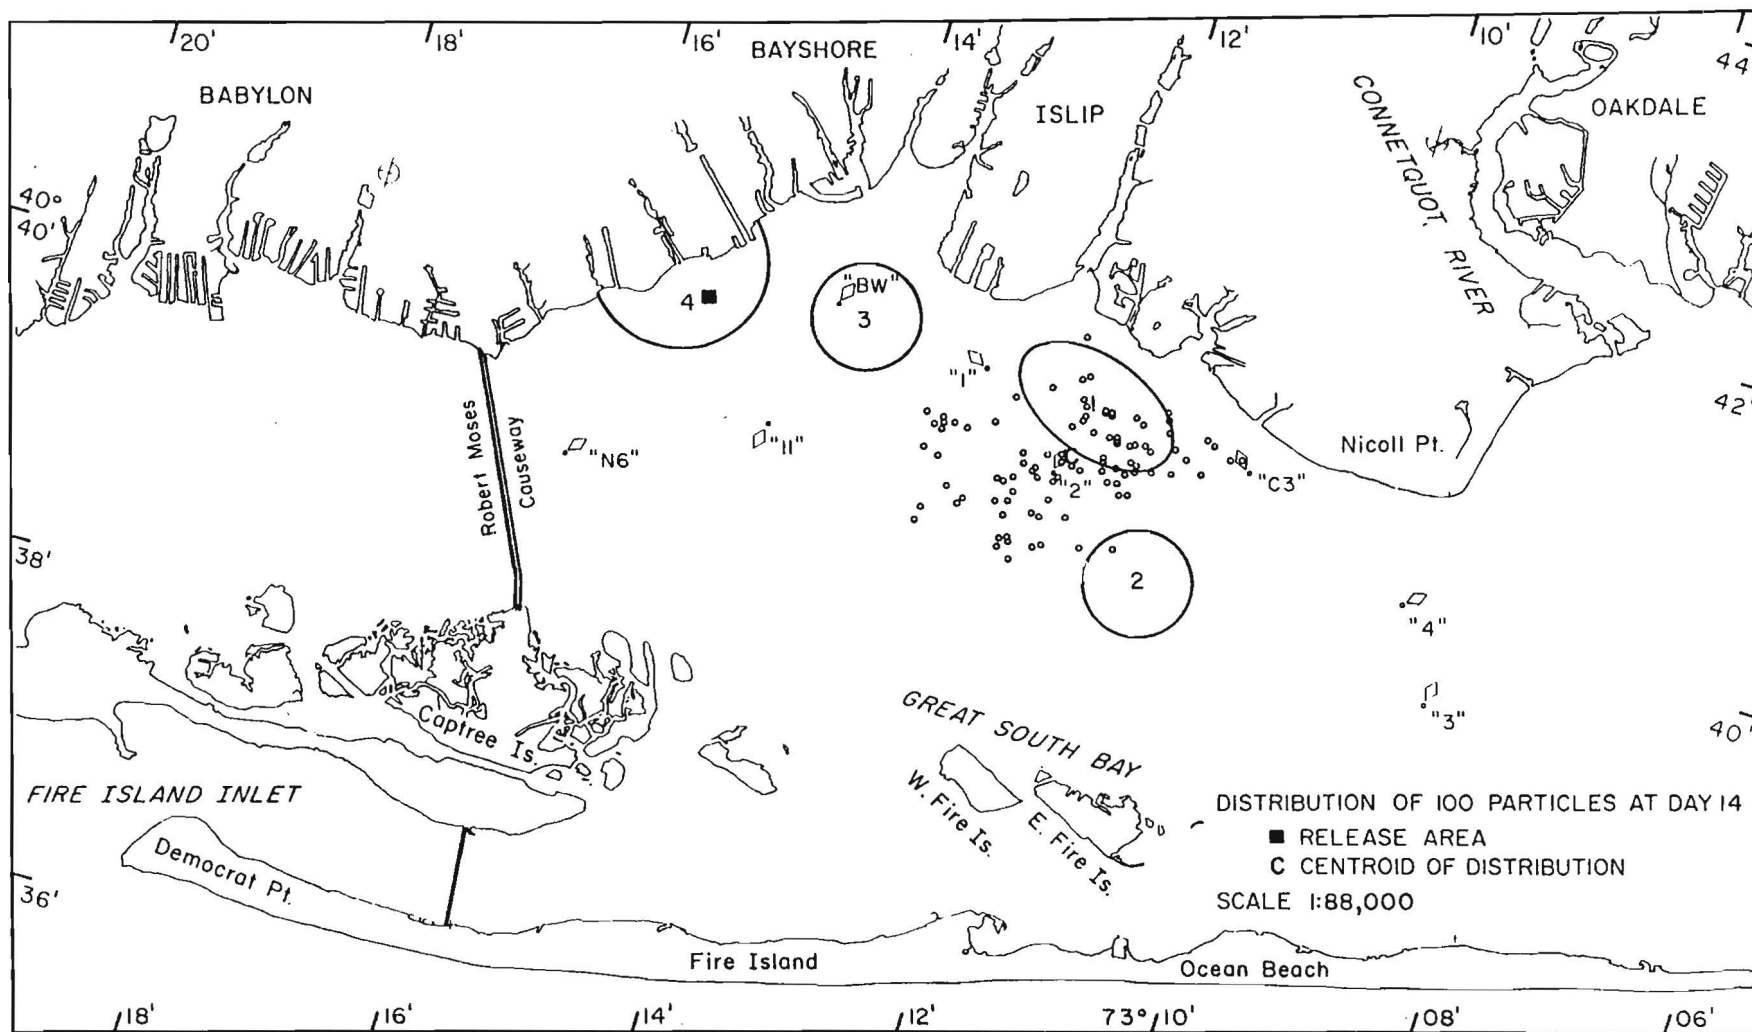 20' 18' 16' 14' 12' 10'
BABYLON
BAYSHORE
ISLIP
OAKDALE
44'
CONNETQUOT RIVER
40°
40'
4
"BW"
3
"1"
1
42'
"N6"
"11"
"2"
"C3"
Nicoll Pt.
Robert Moses
Causeway
38'
2
"4"
"3"
40'
Captree Is.
GREAT SOUTH BAY
W. Fire Is.
E. Fire Is.
FIRE ISLAND INLET
Democrat Pt.
36'
DISTRIBUTION OF 100 PARTICLES AT DAY 14
■ RELEASE AREA
C CENTROID OF DISTRIBUTION
SCALE 1:88,000
Fire Island
Ocean Beach
18' 16' 14' 12' 73° 10' 08' 06'